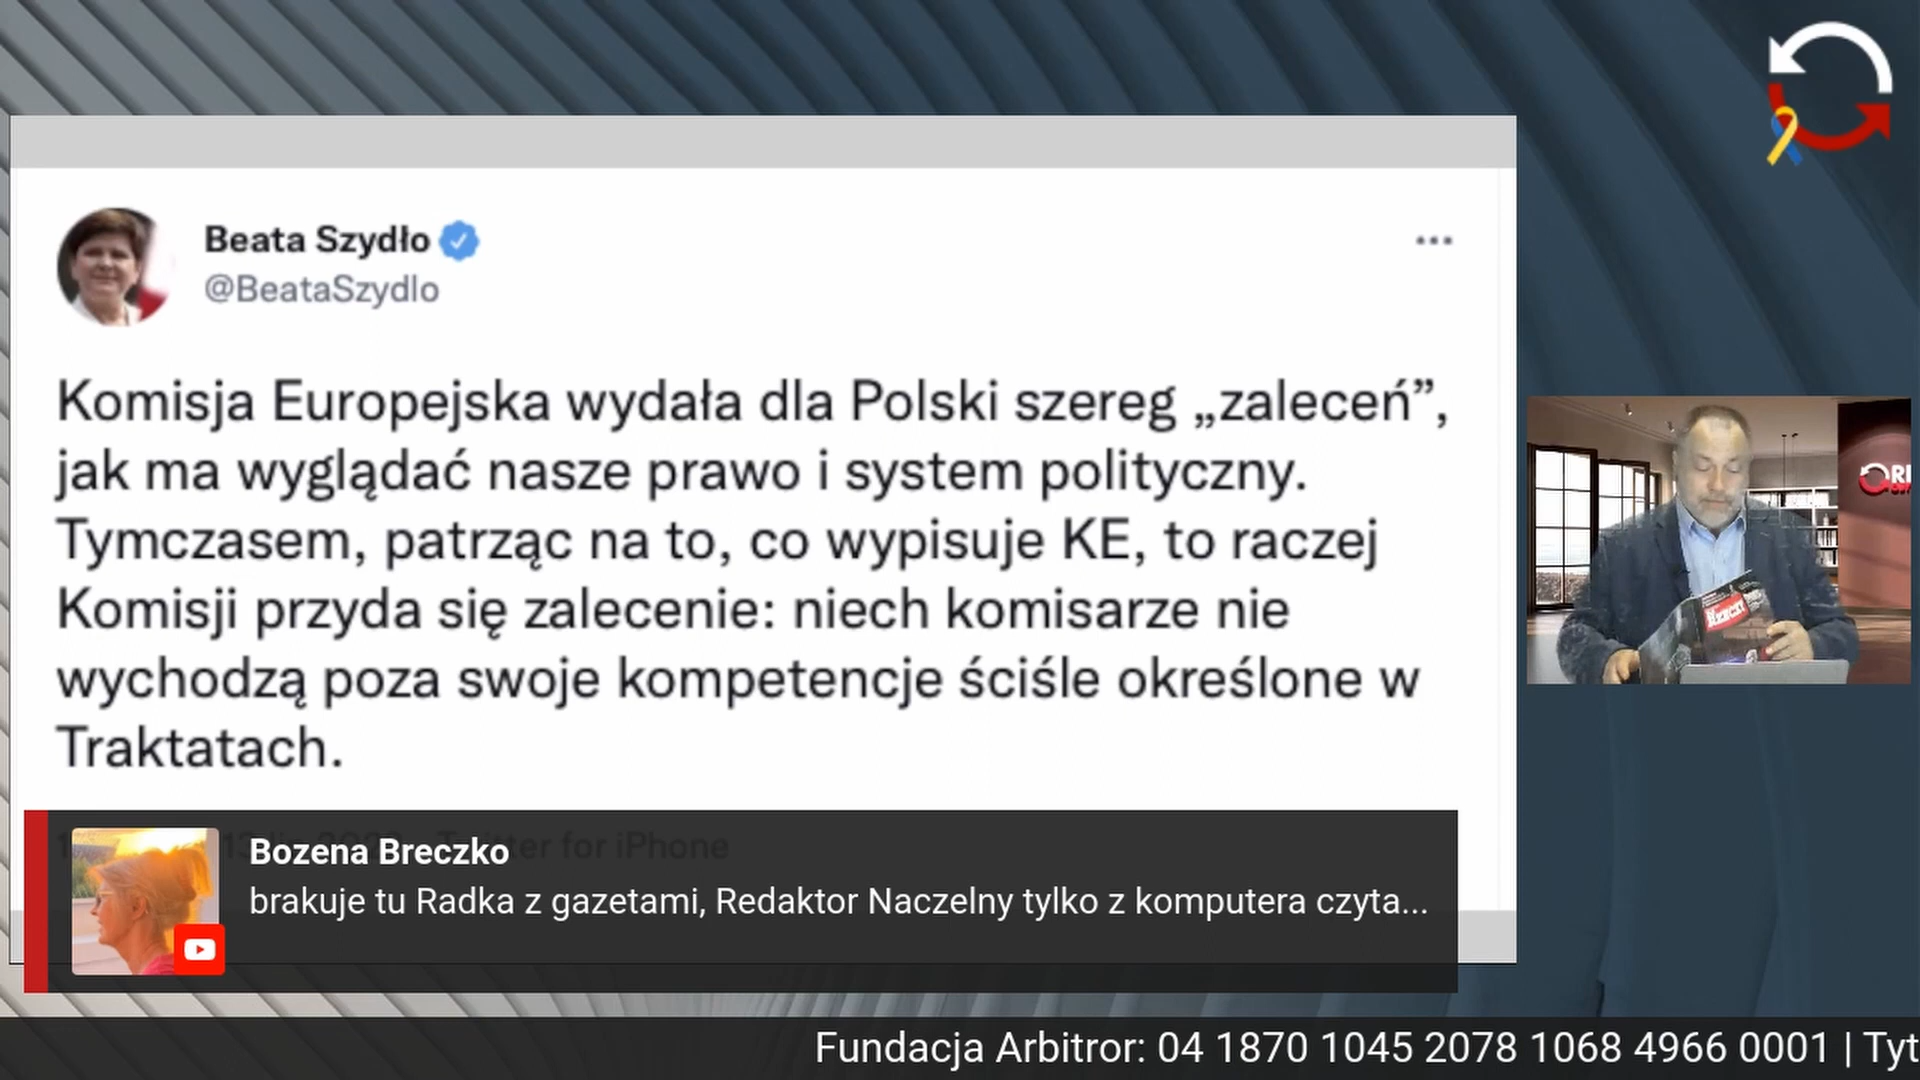 Beata Szydło
@BeataSzydlo
Komisja Europejska wydała dla Polski szereg „zaleceń”,
jak ma wyglądać nasze prawo i system polityczny.
Tymczasem, patrząc na to, co wypisuje KE, to raczej
Komisji przyda się zalecenie: niech komisarze nie
wychodzą poza swoje kompetencje ściśle określone w
Traktatach.
for iPhone
Bozena Breczko
brakuje tu Radka z gazetami, Redaktor Naczelny tylko z komputera czyta...
Fundacja Arbitror: 04 1870 1045 2078 1068 4966 0001 | Tyt